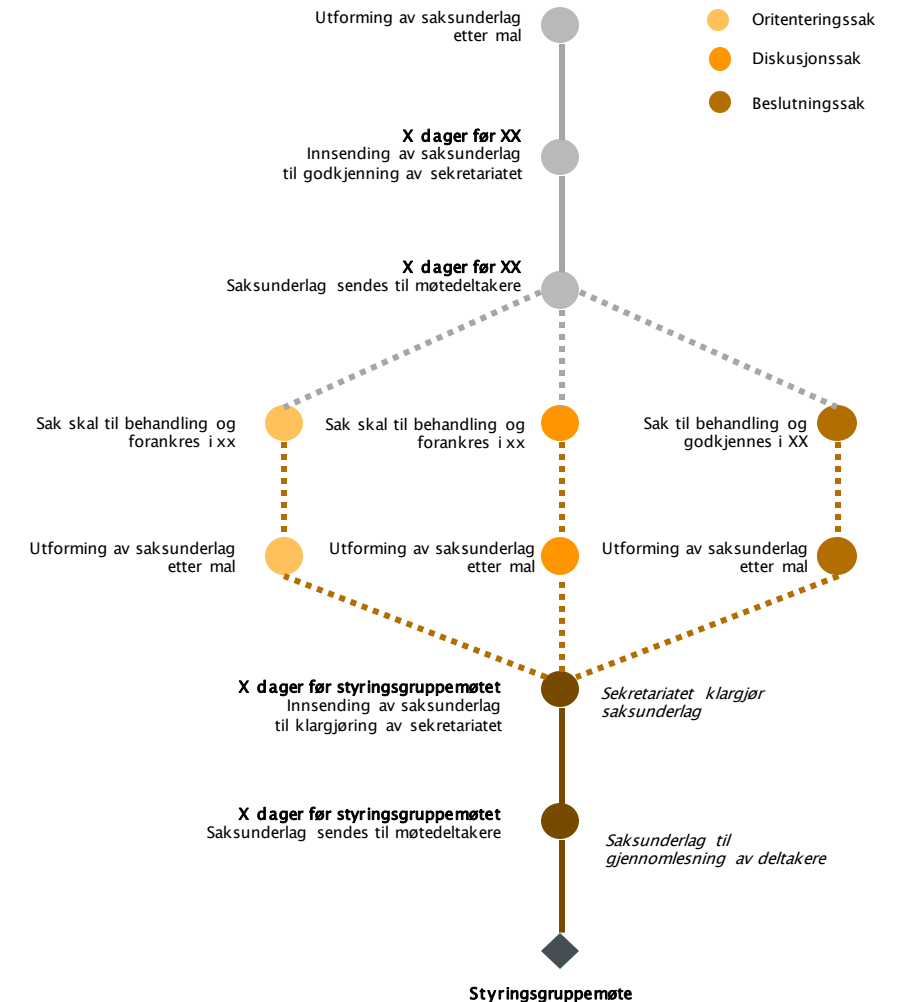 Utforming av saksunderlag
etter mal
Oritenteringssak
Diskusjonssak
Beslutningssak
X dager før XX
Innsending av saksunderlag
til godkjenning av sekretariatet
X dager før XX
Saksunderlag sendes til møtedeltakere
Sak skal til behandling og
forankres i xx
Sak skal til behandling og
forankres i xx
Sak til behandling og
godkjennes i XX
Utforming av saksunderlag
etter mal
Utforming av saksunderlag
etter mal
Utforming av saksunderlag
etter mal
X dager før styringsgruppemøtet
Innsending av saksunderlag
til klargjøring av sekretariatet
Sekretariatet klargjør
saksunderlag
X dager før styringsgruppemøtet
Saksunderlag sendes til møtedeltakere
Saksunderlag til
gjennomlesning av deltakere
Styringsgruppemøte